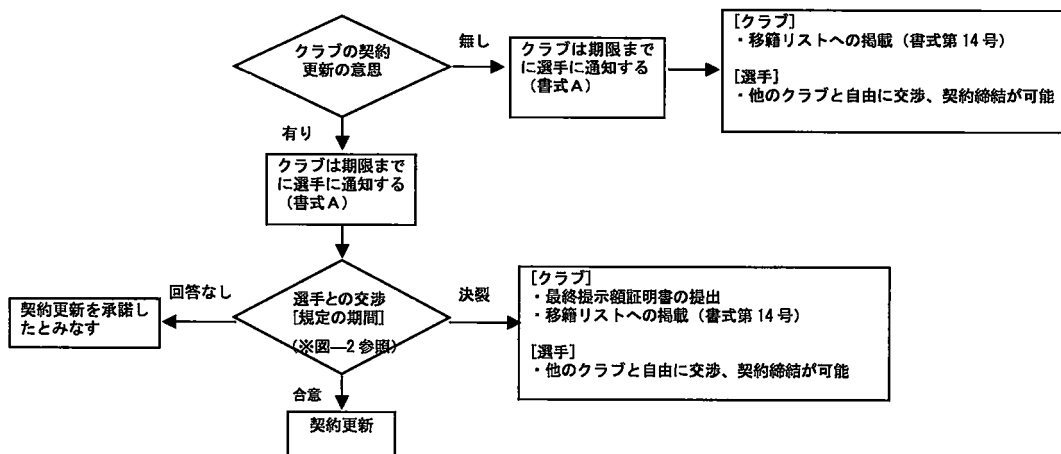 クラブの契約
更新の意思
無し
クラブは期限まで
に選手に通知する
（書式Ａ）
[クラブ]
・移籍リストへの掲載（書式第 14 号）
[選手]
・他のクラブと自由に交渉、契約締結が可能
有り
クラブは期限まで
に選手に通知する
（書式Ａ）
回答なし
契約更新を承諾し
たとみなす
選手との交渉
[規定の期間]
（※図―2 参照）
決裂
[クラブ]
・最終提示額証明書の提出
・移籍リストへの掲載（書式第 14 号）
[選手]
・他のクラブと自由に交渉、契約締結が可能
合意
契約更新